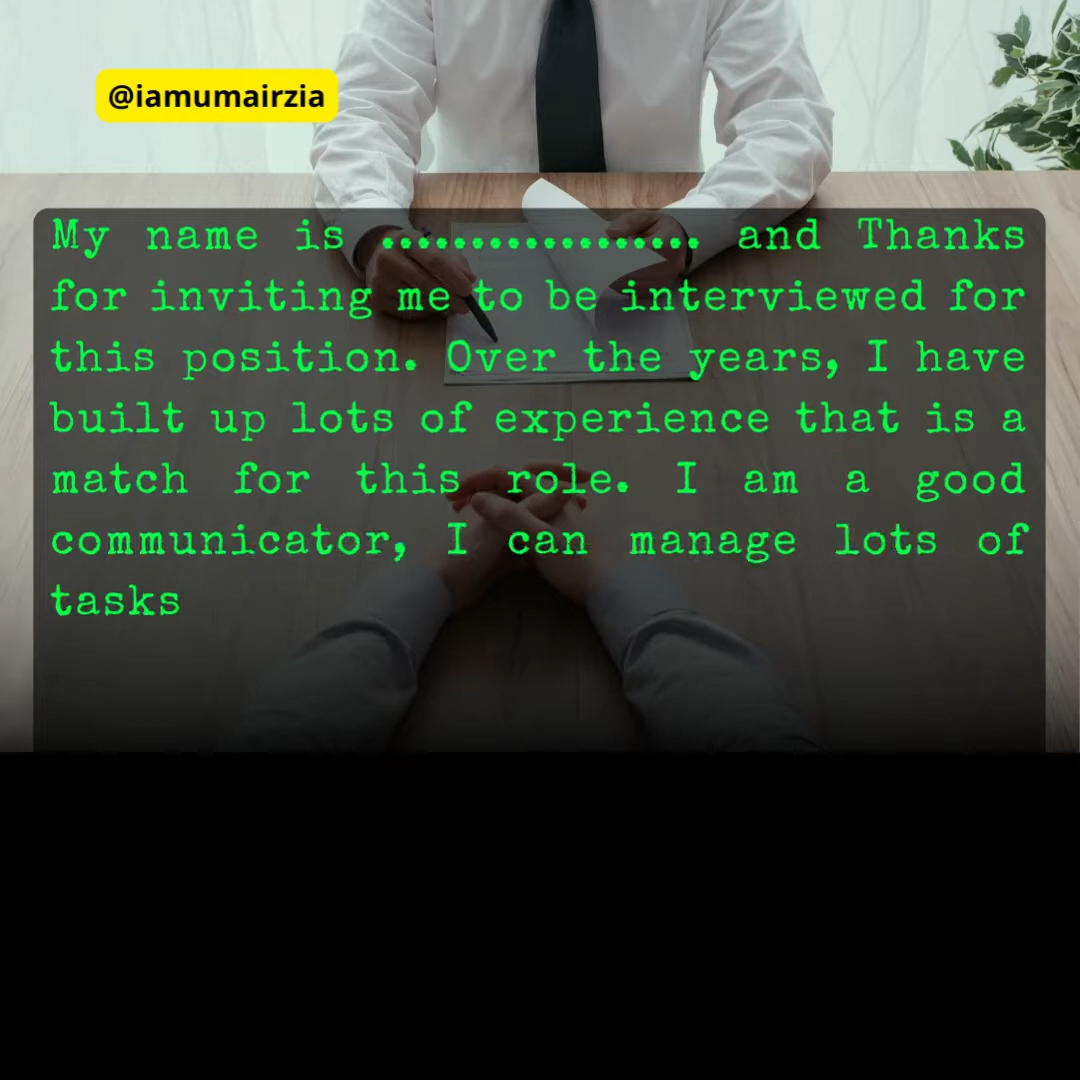 @iamumairzia
My name is .................. and Thanks
for inviting me to be interviewed for
this position. Over the years, I have
built up lots of experience that is a
match for this role. I am a good
communicator, I can manage lots of
tasks